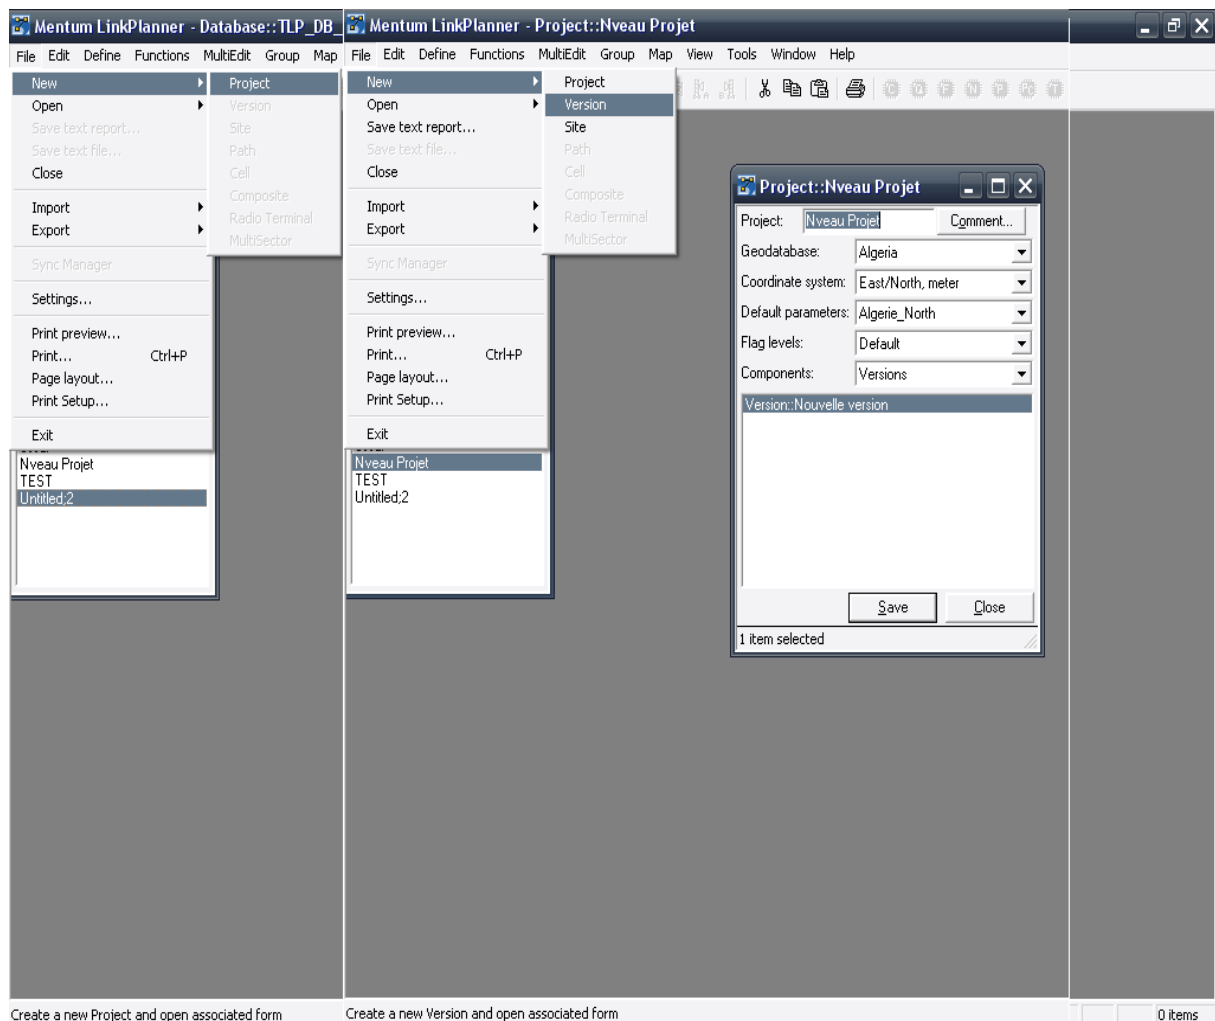 Mentum LinkPlanner - Database::TLP_DB_
File Edit Define Functions MultiEdit Group Map
New
Open
Save text report...
Save text file...
Close
Import
Export
Sync Manager
Settings...
Print preview...
Print... Ctrl+P
Page layout...
Print Setup...
Exit
Project
Version
Site
Path
Cell
Composite
Radio Terminal
MultiSector
Nveau Projet
TEST
Untitled;2
Create a new Project and open associated form
Mentum LinkPlanner - Project::Nveau Projet
File Edit Define Functions MultiEdit Group Map View Tools Window Help
New
Open
Save text report...
Save text file...
Close
Import
Export
Sync Manager
Settings...
Print preview...
Print... Ctrl+P
Page layout...
Print Setup...
Exit
Project
Version
Site
Path
Cell
Composite
Radio Terminal
MultiSector
Nveau Projet
TEST
Untitled;2
Project::Nveau Projet
Project: Nveau Projet Comment...
Geodatabase: Algeria
Coordinate system: East/North, meter
Default parameters: Algerie_North
Flag levels: Default
Components: Versions
Version::Nouvelle version
Save Close
1 item selected
Create a new Version and open associated form
0 items